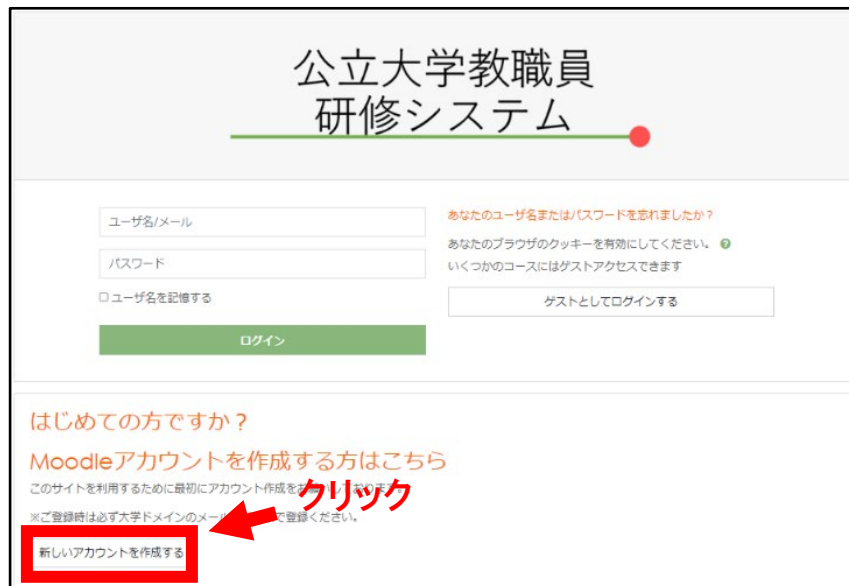 公立大学教職員
研修システム
ユーザ名/メール
パスワード
ユーザ名を記憶する
ログイン
あなたのユーザ名またはパスワードを忘れましたか？
あなたのブラウザのクッキーを有効にしてください。
いくつかのコースにはゲストアクセスできます
ゲストとしてログインする
はじめての方ですか？
Moodleアカウントを作成する方はこちら
このサイトを利用するために最初にアカウント作成をお願いしております。
クリック
※ご登録時は必ず大学ドメインのメール で登録ください。
新しいアカウントを作成する